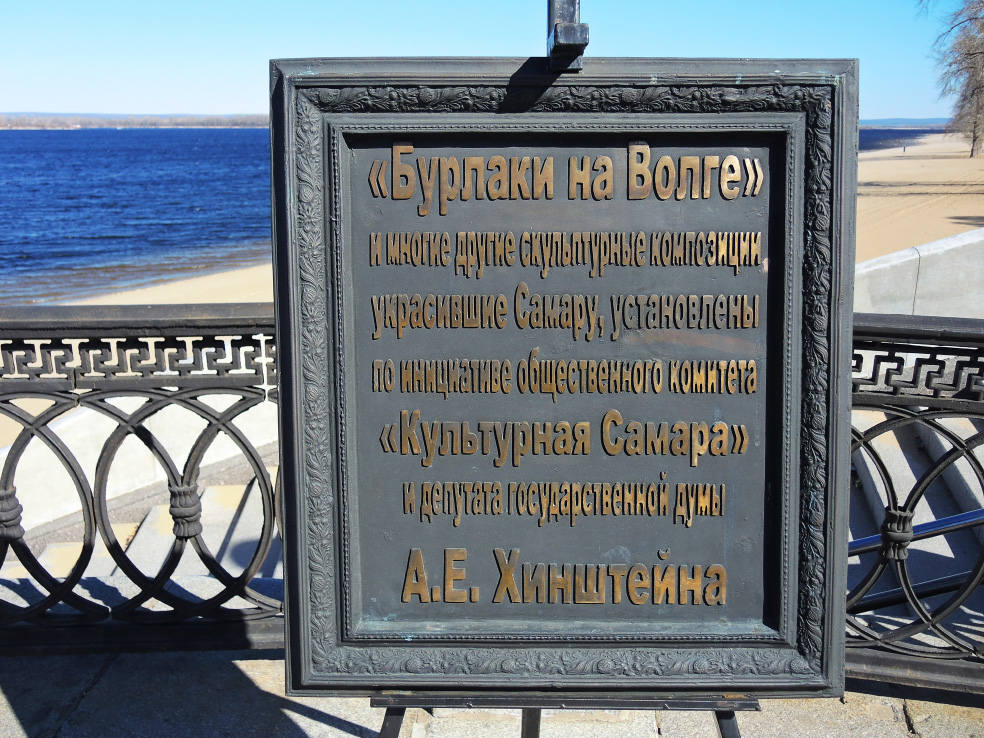 «Бурлаки на Волге»
и многие другие скульптурные композиции
украсившие Самару, установлены
по инициативе общественного комитета
«Культурная Самара»
и депутата государственной думы
А.Е. Хинштейна